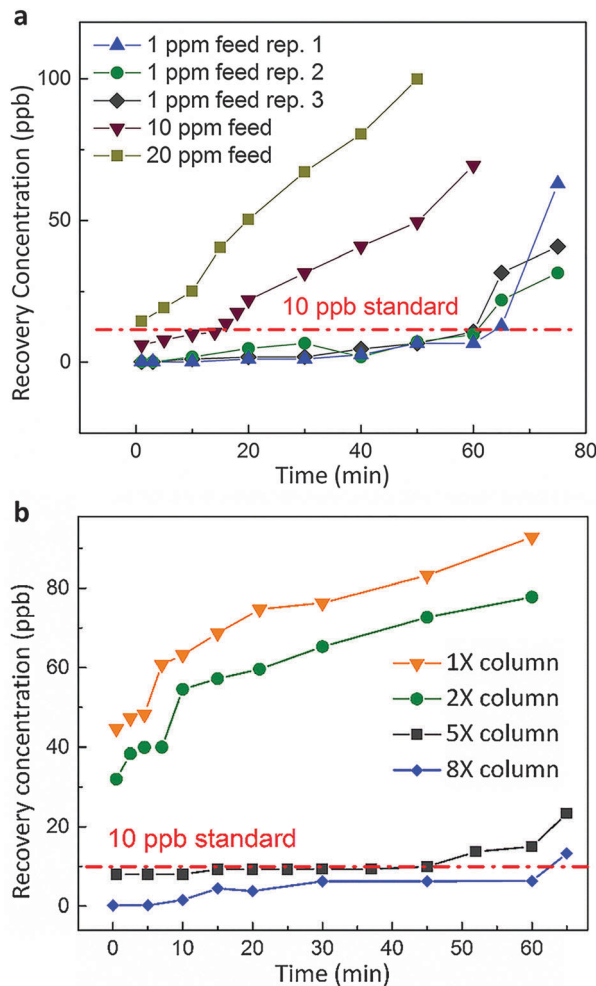 a
1 ppm feed rep. 1
1 ppm feed rep. 2
1 ppm feed rep. 3
10 ppm feed
20 ppm feed
10 ppb standard
Recovery Concentration (ppb)
100
50
0
0 20 40 60 80
Time (min)
b
1X column
2X column
5X column
8X column
10 ppb standard
Recovery concentration (ppb)
80
60
40
20
0
0 10 20 30 40 50 60
Time (min)